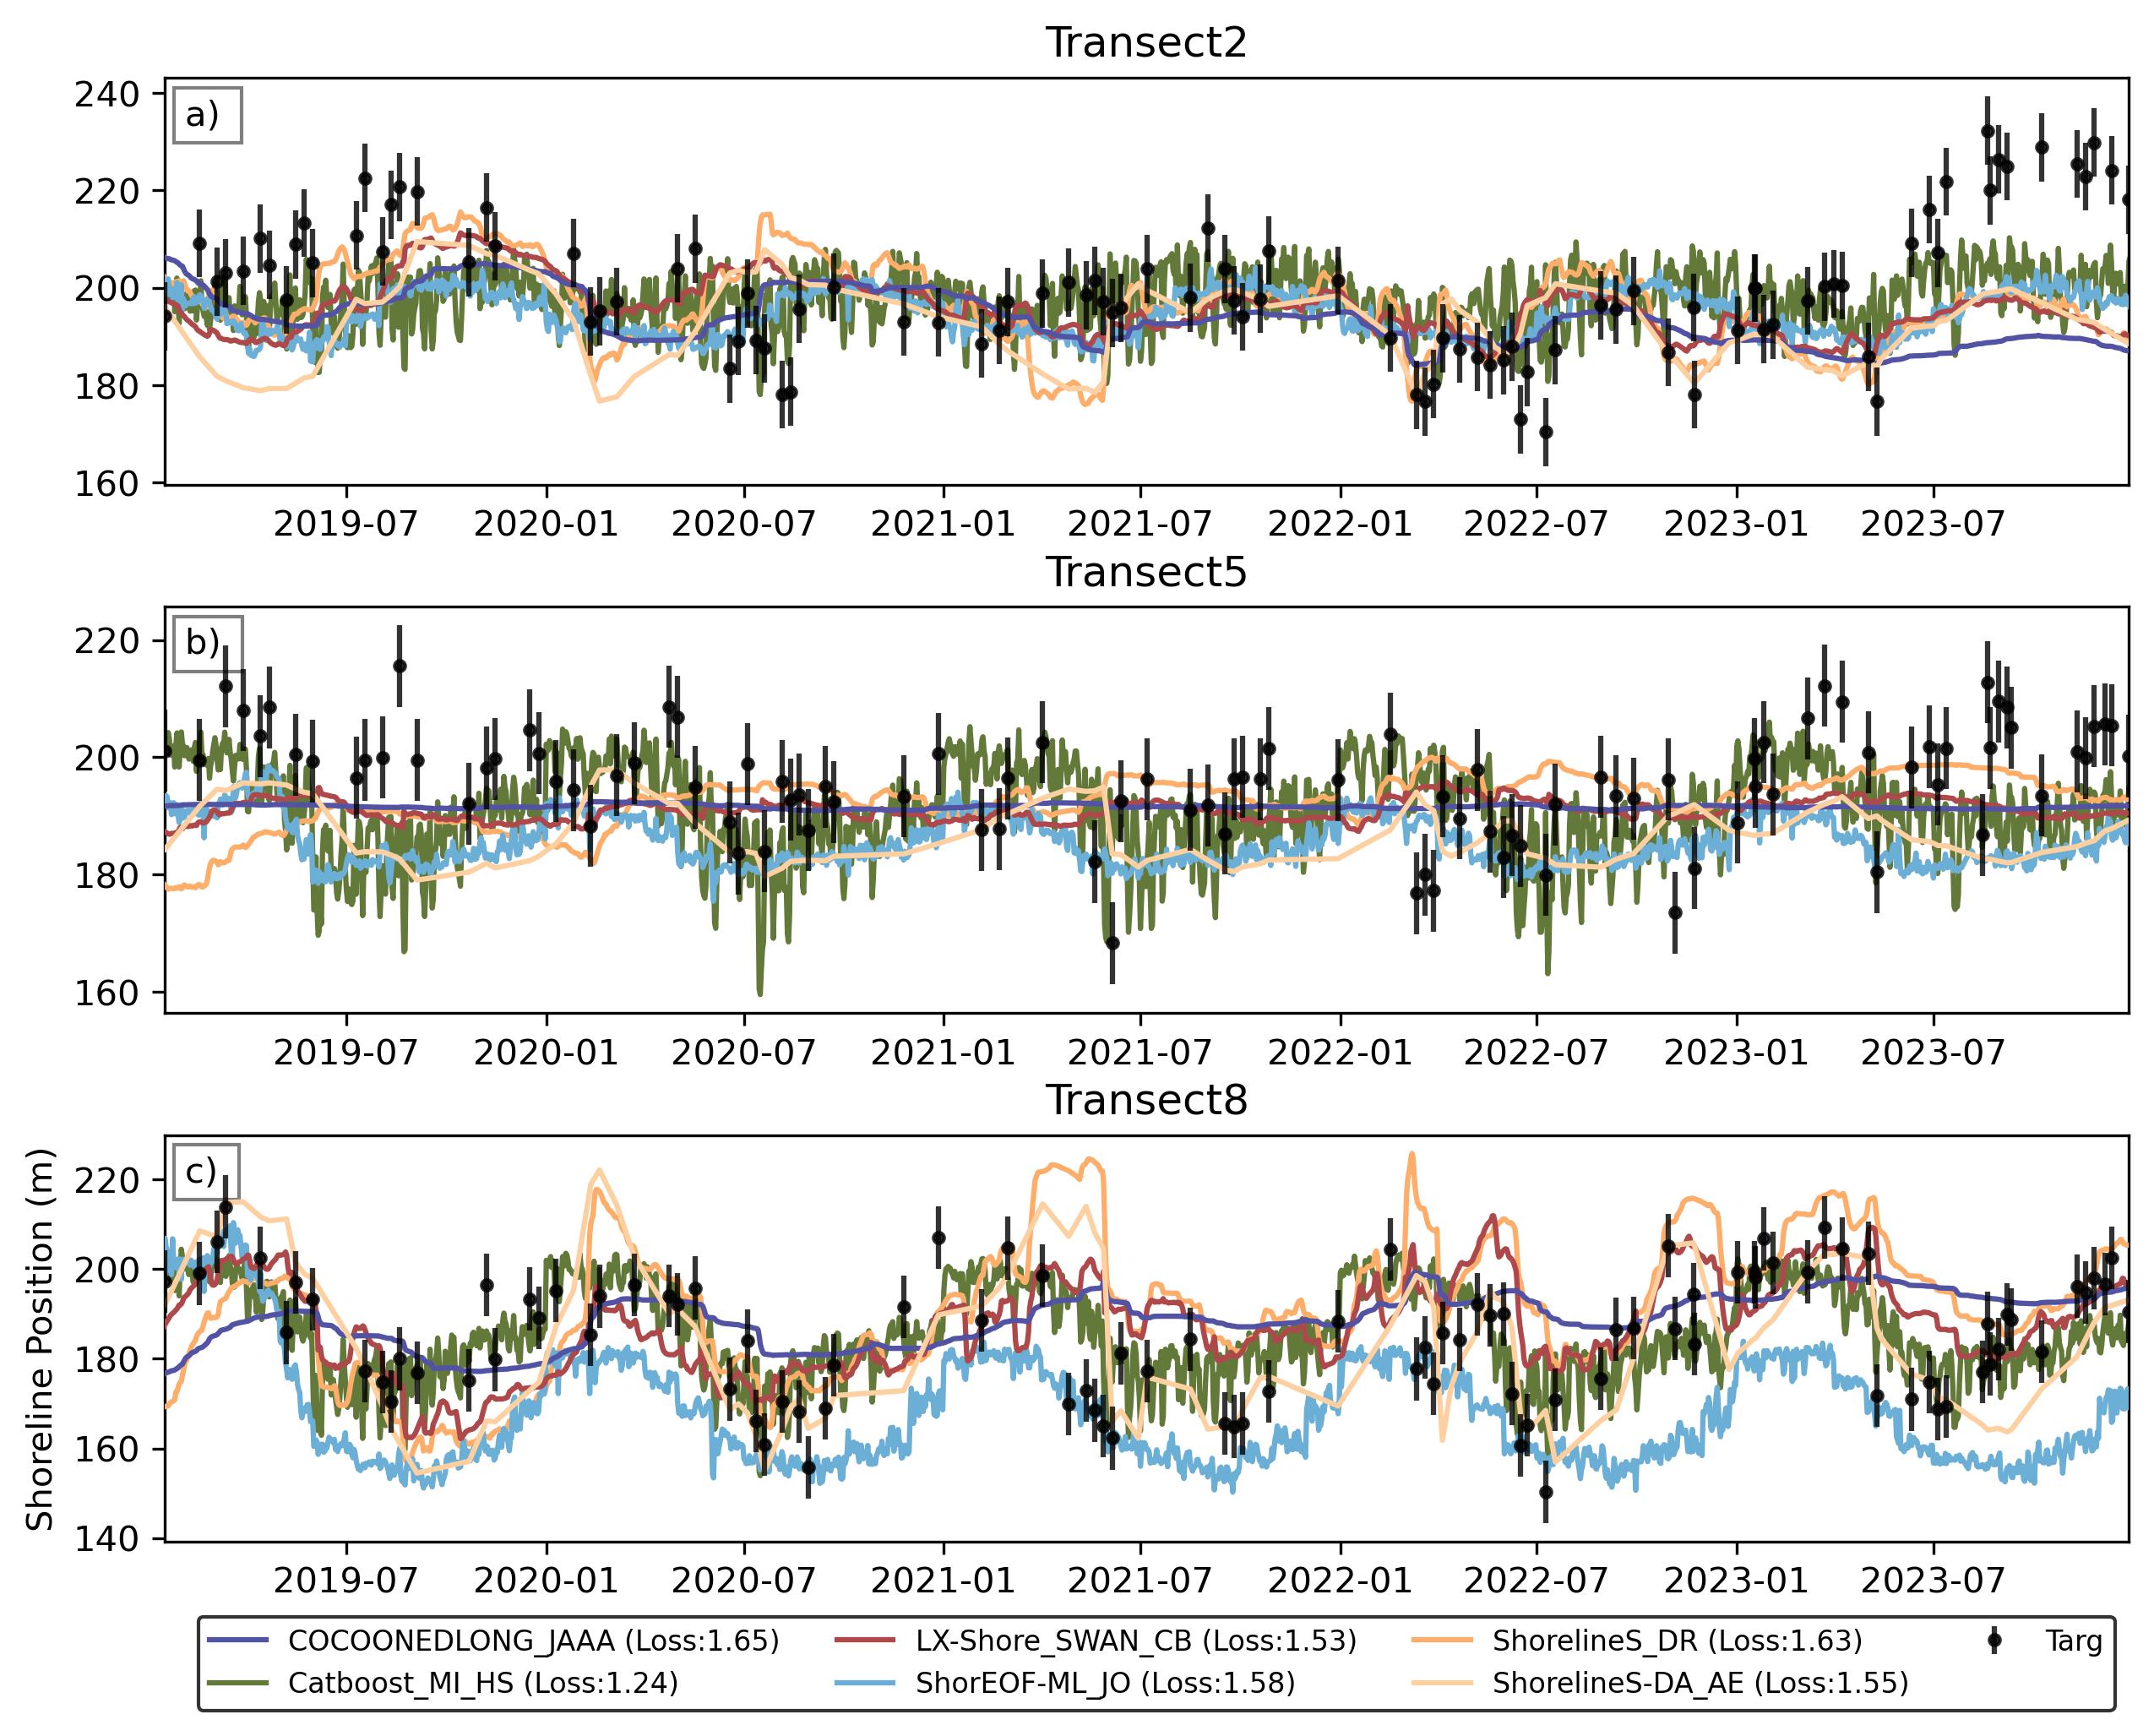 Transect2
a)
240
220
200
180
160
2019-07 2020-01 2020-07 2021-01 2021-07 2022-01 2022-07 2023-01 2023-07
Transect5
b)
220
200
180
160
2019-07 2020-01 2020-07 2021-01 2021-07 2022-01 2022-07 2023-01 2023-07
Transect8
c)
Shoreline Position (m)
220
200
180
160
140
2019-07 2020-01 2020-07 2021-01 2021-07 2022-01 2022-07 2023-01 2023-07
COCOONEDLONG_JAAA (Loss:1.65) LX-Shore_SWAN_CB (Loss:1.53) ShorelineS_DR (Loss:1.63) Targ
Catboost_MI_HS (Loss:1.24) ShorEOF-ML_JO (Loss:1.58) ShorelineS-DA_AE (Loss:1.55)